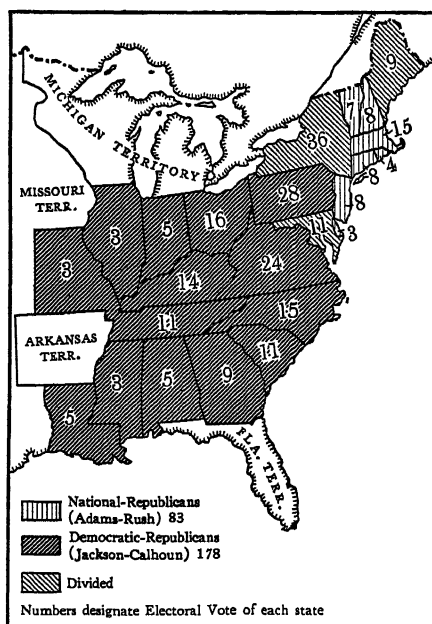 9
7
8
15
36
4
8
8
28
11
3
MICHIGAN TERRITORY
MISSOURI
TERR.
3
5
16
3
14
24
11
15
ARKANSAS
TERR.
11
3
5
9
5
FLA. TERR.
National-Republicans
(Adams-Rush) 83
Democratic-Republicans
(Jackson-Calhoun) 178
Divided
Numbers designate Electoral Vote of each state